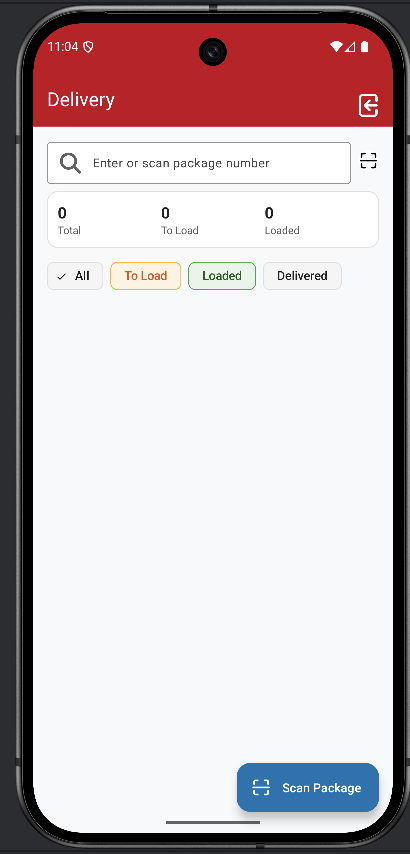 11:04
Delivery
Enter or scan package number
0 0 0
Total To Load Loaded
All To Load Loaded Delivered
Scan Package